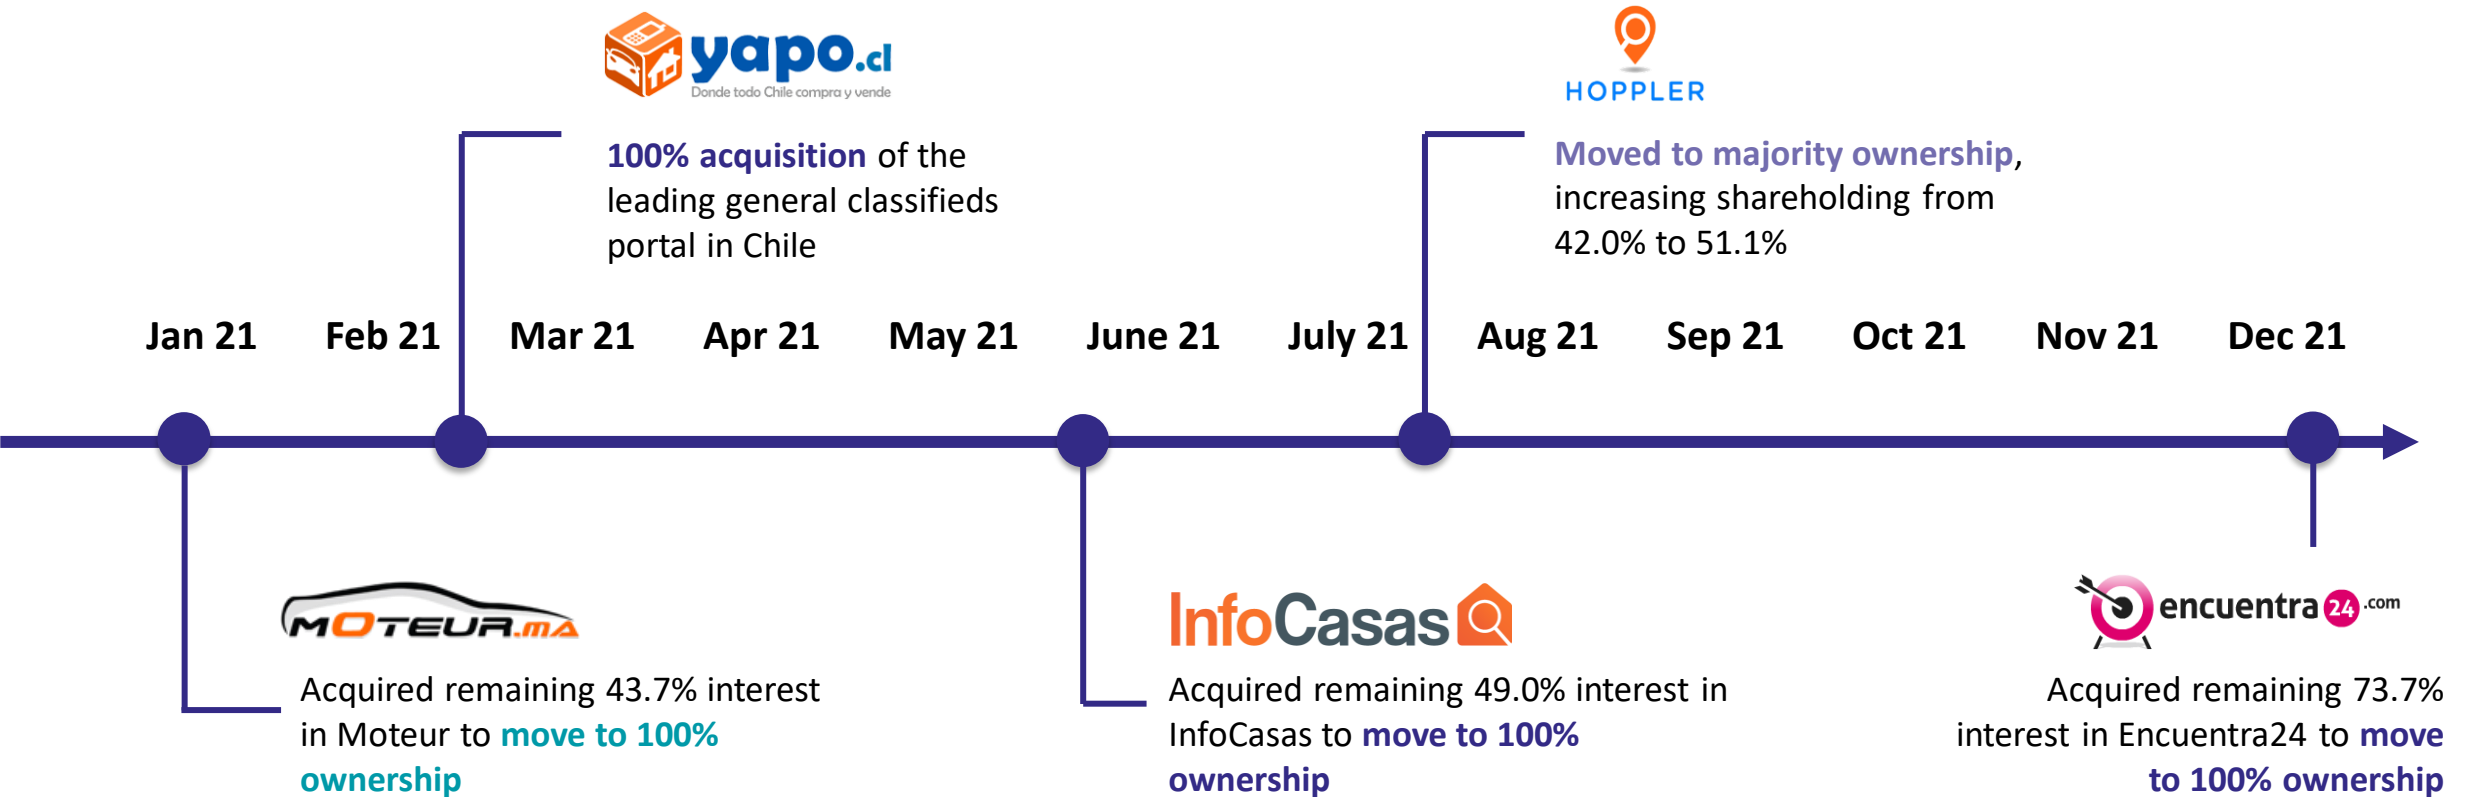 yapo.cl
Donde todo Chile compra y vende
100% acquisition of the
leading general classifieds
portal in Chile
HOPPLER
Moved to majority ownership,
increasing shareholding from
42.0% to 51.1%
Jan 21 Feb 21 Mar 21 Apr 21 May 21 June 21 July 21 Aug 21 Sep 21 Oct 21 Nov 21 Dec 21
MOTEUR.MA
Acquired remaining 43.7% interest
in Moteur to move to 100%
ownership
InfoCasas
Acquired remaining 49.0% interest in
InfoCasas to move to 100%
ownership
encuentra24.com
Acquired remaining 73.7%
interest in Encuentra24 to move
to 100% ownership